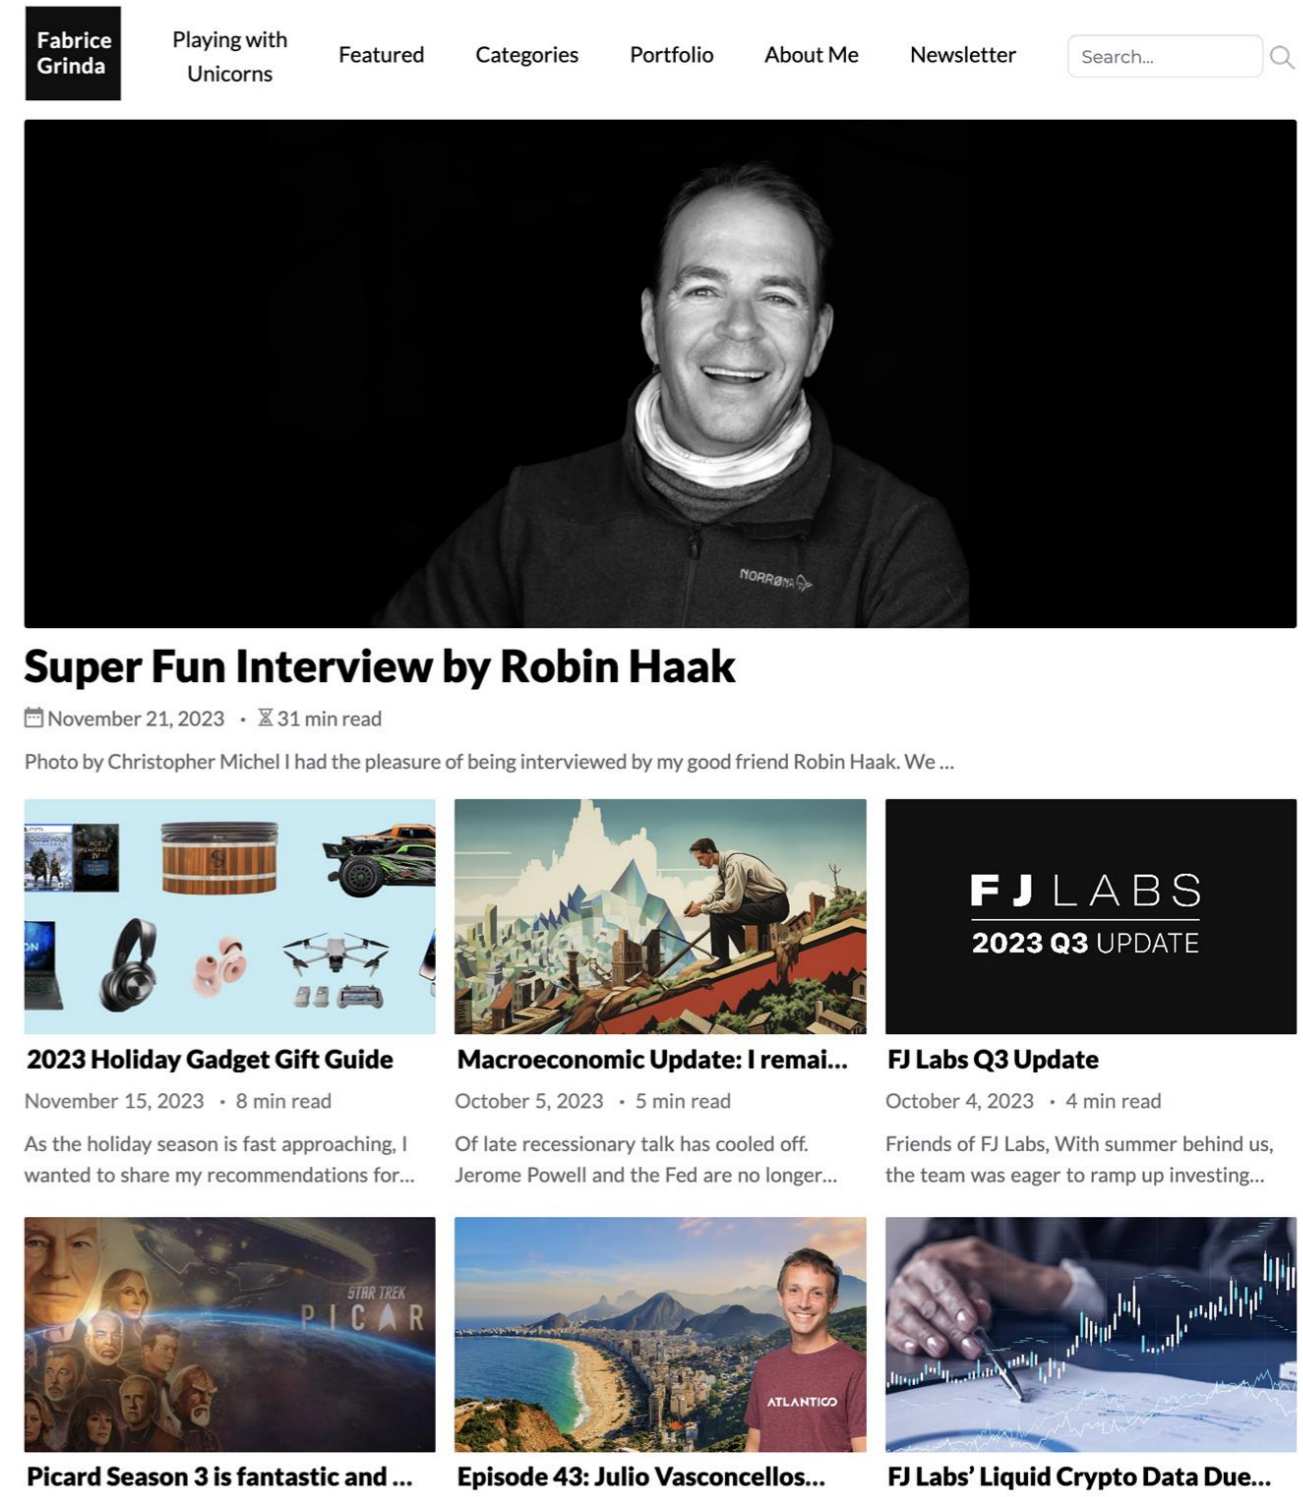 Fabrice
Grinda
Playing with
Unicorns
Featured
Categories
Portfolio
About Me
Newsletter
Search...
NORRØNA
Super Fun Interview by Robin Haak
November 21, 2023 • 31 min read
Photo by Christopher Michel I had the pleasure of being interviewed by my good friend Robin Haak. We ...
FJ LABS
2023 Q3 UPDATE
2023 Holiday Gadget Gift Guide
November 15, 2023 • 8 min read
As the holiday season is fast approaching, I
wanted to share my recommendations for...
Macroeconomic Update: I remai...
October 5, 2023 • 5 min read
Of late recessionary talk has cooled off.
Jerome Powell and the Fed are no longer...
FJ Labs Q3 Update
October 4, 2023 • 4 min read
Friends of FJ Labs, With summer behind us,
the team was eager to ramp up investing...
STAR TREK
PICAR
ATLANTICO
Picard Season 3 is fantastic and ...
Episode 43: Julio Vasconcellos...
FJ Labs’ Liquid Crypto Data Due...